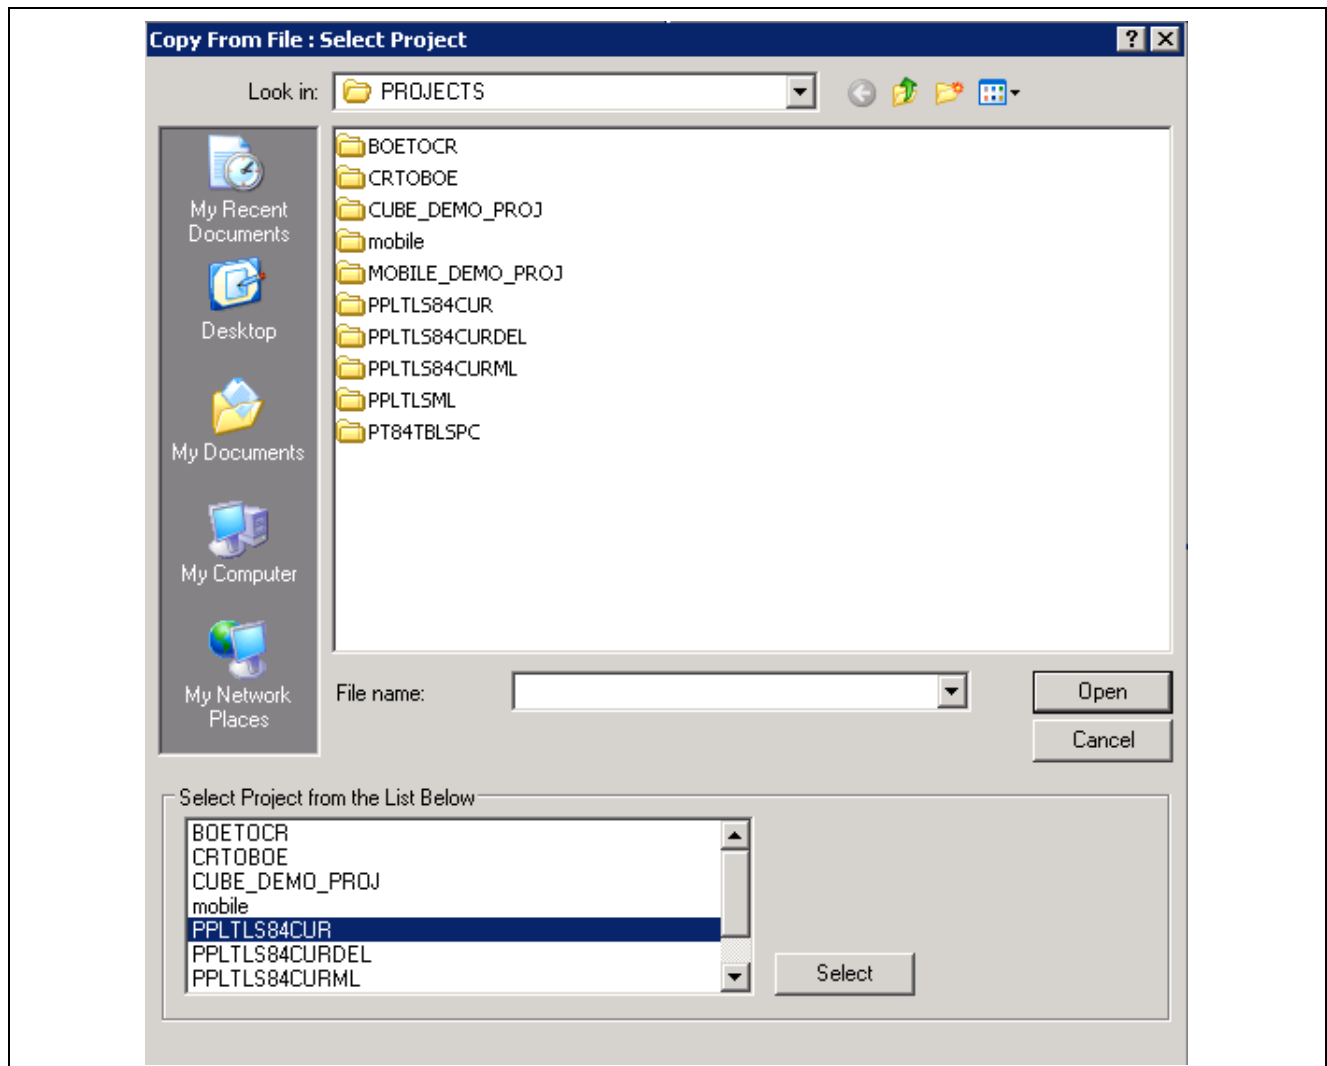 Copy From File : Select Project
Look in:
PROJECTS
My Recent
Documents
Desktop
My Documents
My Computer
My Network
Places
BOETOCR
CRTOBOE
CUBE_DEMO_PROJ
mobile
MOBILE_DEMO_PROJ
PPLTLS84CUR
PPLTLS84CURDEL
PPLTLS84CURML
PPLTLSML
PT84TBLSPC
File name:
Open
Cancel
Select Project from the List Below
BOETOCR
CRTOBOE
CUBE_DEMO_PROJ
mobile
PPLTLS84CUR
PPLTLS84CURDEL
PPLTLS84CURML
Select